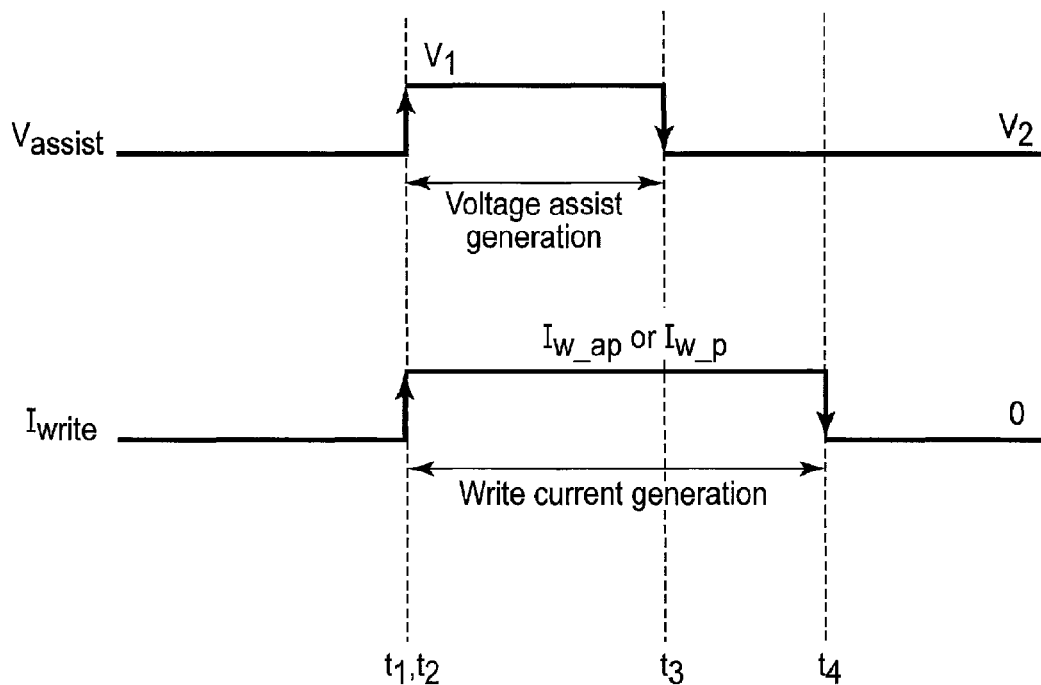 V1
Vassist
V2
Voltage assist
generation
Iw_ap or Iw_p
Iwrite
0
Write current generation
t1,t2
t3
t4